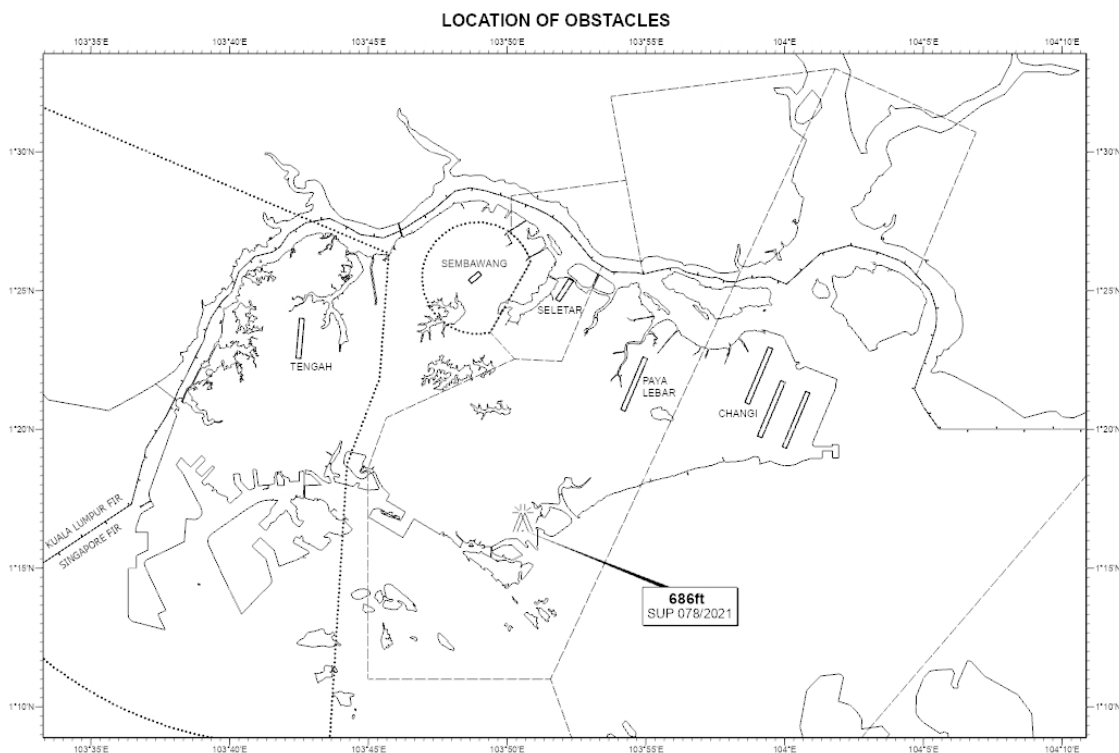 LOCATION OF OBSTACLES
103°35'E 103°40'E 103°45'E 103°50'E 103°55'E 104°E 104°5'E 104°10'E
1°30'N 1°30'N
SEMBAWANG
1°25'N 1°25'N
SELETAR
TENGAH
PAYA
LEBAR
CHANGI
1°20'N 1°20'N
KUALA LUMPUR FIR
SINGAPORE FIR
1°15'N 1°15'N
686ft
SUP 078/2021
1°10'N 1°10'N
103°35'E 103°40'E 103°45'E 103°50'E 103°55'E 104°E 104°5'E 104°10'E